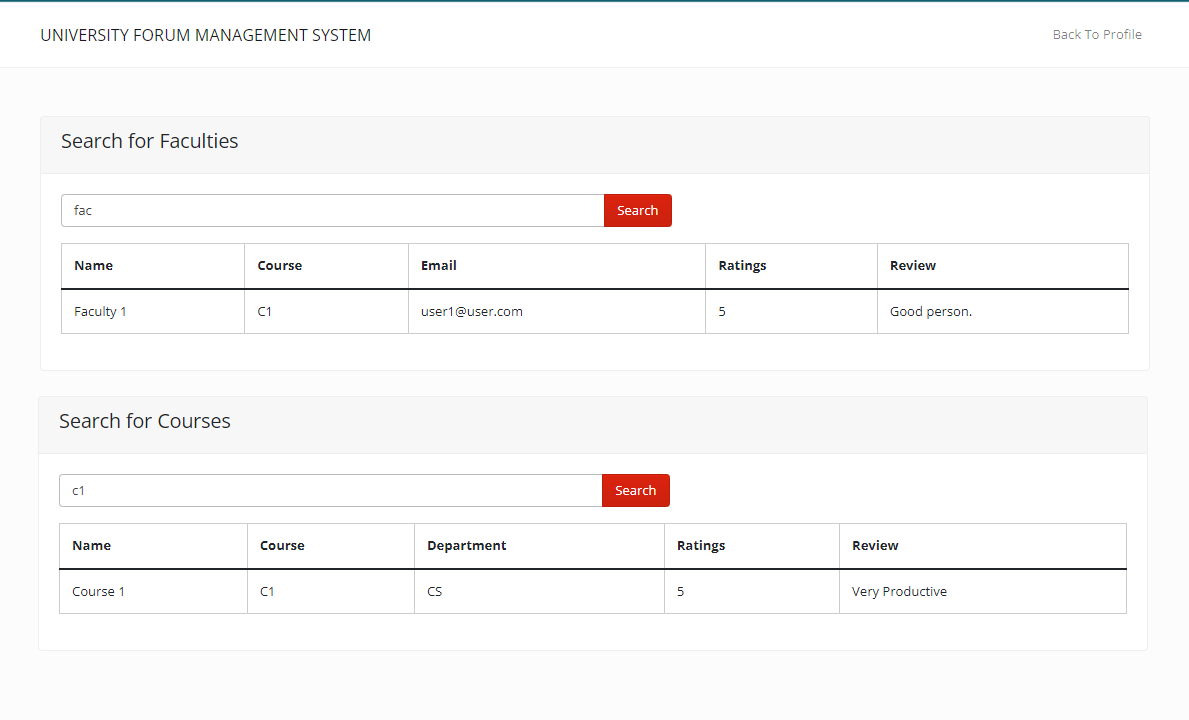 UNIVERSITY FORUM MANAGEMENT SYSTEM Back To Profile
Search for Faculties
fac Search
Name Course Email Ratings Review
Faculty 1 C1 user1@user.com 5 Good person.
Search for Courses
c1 Search
Name Course Department Ratings Review
Course 1 C1 CS 5 Very Productive